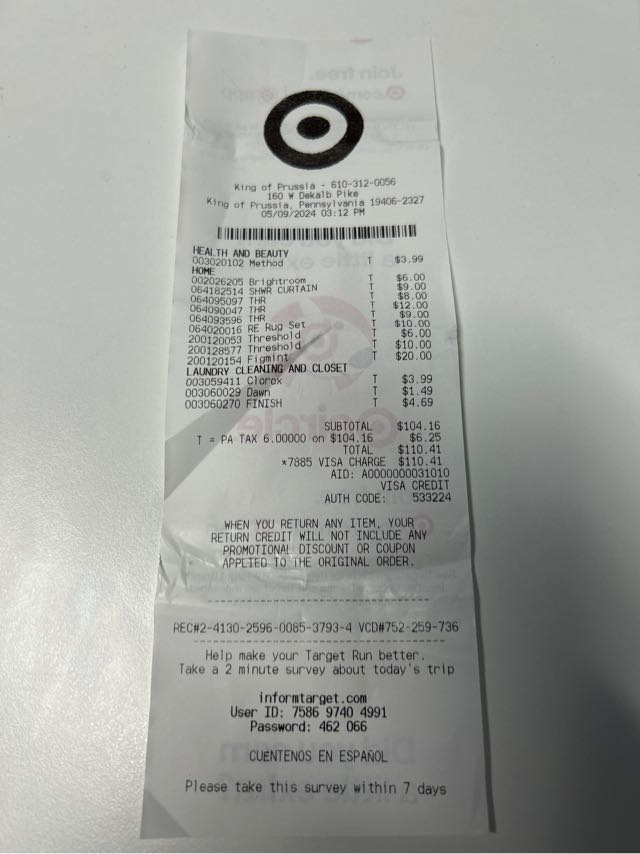 King of Prussia - 610-312-0056
160 W Dekalb Pike
King of Prussia, Pennsylvania 19406-2327
05/09/2024 03:12 PM
HEALTH AND BEAUTY
003020102 Method T $3.99
HOME
002026205 Brightroom T $6.00
064182514 SHWR CURTAIN T $9.00
064095097 THR T $8.00
064090047 THR T $12.00
064093596 THR T $9.00
064020016 RE Rug Set T $10.00
200120053 Threshold T $6.00
200128577 Threshold T $10.00
200120154 Figmint T $20.00
LAUNDRY CLEANING AND CLOSET
003059411 Clorox T $3.99
003060029 Dawn T $1.49
003060270 FINISH T $4.69
SUBTOTAL $104.16
T = PA TAX 6.00000 on $104.16 $6.25
TOTAL $110.41
*7885 VISA CHARGE $110.41
AID: A0000000031010
VISA CREDIT
AUTH CODE: 533224
WHEN YOU RETURN ANY ITEM, YOUR
RETURN CREDIT WILL NOT INCLUDE ANY
PROMOTIONAL DISCOUNT OR COUPON
APPLIED TO THE ORIGINAL ORDER.
REC#2-4130-2596-0085-3793-4 VCD#752-259-736
Help make your Target Run better.
Take a 2 minute survey about today's trip
informtarget.com
User ID: 7586 9740 4991
Password: 462 066
CUÉNTENOS EN ESPAÑOL
Please take this survey within 7 days